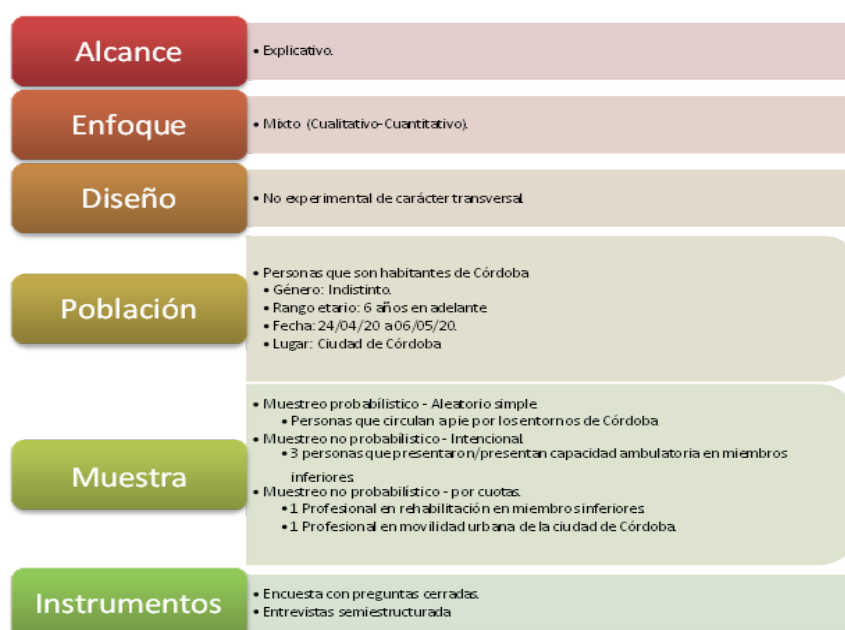 Alcance
• Explicativo.
Enfoque
• Mixto (Cualitativo-Cuantitativo).
Diseño
• No experimental de carácter transversal
Población
• Personas que son habitantes de Córdoba
• Género: Indistinto.
• Rango etario: 6 años en adelante
• Fecha: 24/04/20 a 06/05/20.
• Lugar: Ciudad de Córdoba
Muestra
• Muestreo probabílistico - Aleatorio simple
• Personas que circulan a pie por los entornos de Córdoba
• Muestreo no probabilístico - Intencional
• 3 personas que presentaron/presentan capacidad ambulatoria en miembros
inferiores
• Muestreo no probabilístico - por cuotas.
• 1 Profesional en rehabilitación en miembros inferiores
• 1 Profesional en movilidad urbana de la ciudad de Córdoba.
Instrumentos
• Encuesta con preguntas cerradas.
• Entrevistas semiestructurada